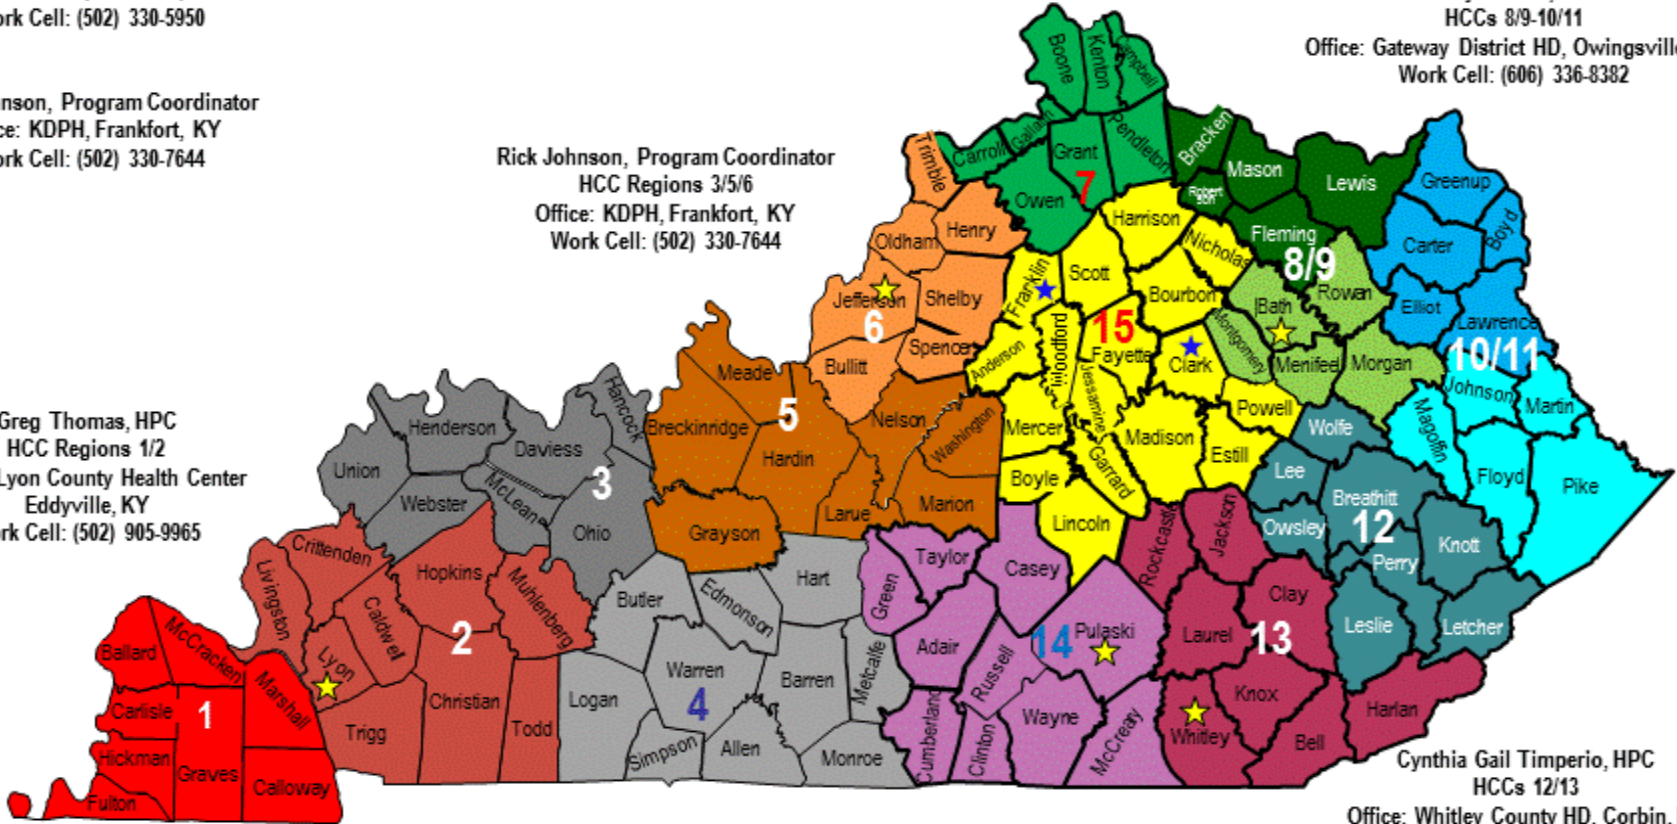 ork Cell: (502) 330-5950
nson, Program Coordinator
ce: KDPH, Frankfort, KY
ork Cell: (502) 330-7644
Rick Johnson, Program Coordinator
HCC Regions 3/5/6
Office: KDPH, Frankfort, KY
Work Cell: (502) 330-7644
HCCs 8/9-10/11
Office: Gateway District HD, Owingsville
Work Cell: (606) 336-8382
Greg Thomas, HPC
HCC Regions 1/2
Lyon County Health Center
Eddyville, KY
ork Cell: (502) 905-9965
Boone
Kenton
Campbell
Carroll
Gallatin
Grant
Pendleton
Owen
7
Bracken
Mason
Robert
son
Lewis
Fleming
8/9
Rowan
Bath
Montgomery
Menifee
Morgan
Greenup
Boyd
Carter
Elliot
Lawrence
10/11
Johnson
Martin
Magoffin
Floyd
Pike
Trimble
Henry
Oldham
Jefferson
Shelby
6
Spencer
Bullitt
Harrison
Nicholas
Scott
Franklin
Bourbon
15
Woodford
Fayette
Clark
Anderson
Jessamine
Powell
Mercer
Madison
Estill
Garrard
Boyle
Lincoln
Meade
5
Breckinridge
Nelson
Washington
Hardin
Marion
Larue
Grayson
Hancock
Henderson
Daviess
Union
3
McLean
Webster
Ohio
Crittenden
Livingston
Hopkins
Muhlenberg
Caldwell
2
Lyon
Christian
Trigg
Todd
McCracken
Ballard
Marshall
Carlisle
1
Hickman
Graves
Calloway
Fulton
Hart
Butler
Edmonson
Warren
Barren
Metcalfe
Logan
4
Simpson
Allen
Monroe
Taylor
Casey
Green
Adair
14
Pulaski
Russell
Cumberland
Clinton
Wayne
McCreary
Rockcastle
Jackson
Clay
Laurel
13
Knox
Whitley
Bell
Harlan
Wolfe
Lee
Breathitt
12
Owsley
Perry
Knott
Leslie
Letcher
Cynthia Gail Timperio, HPC
HCCs 12/13
Office: Whitley County HD, Corbin,